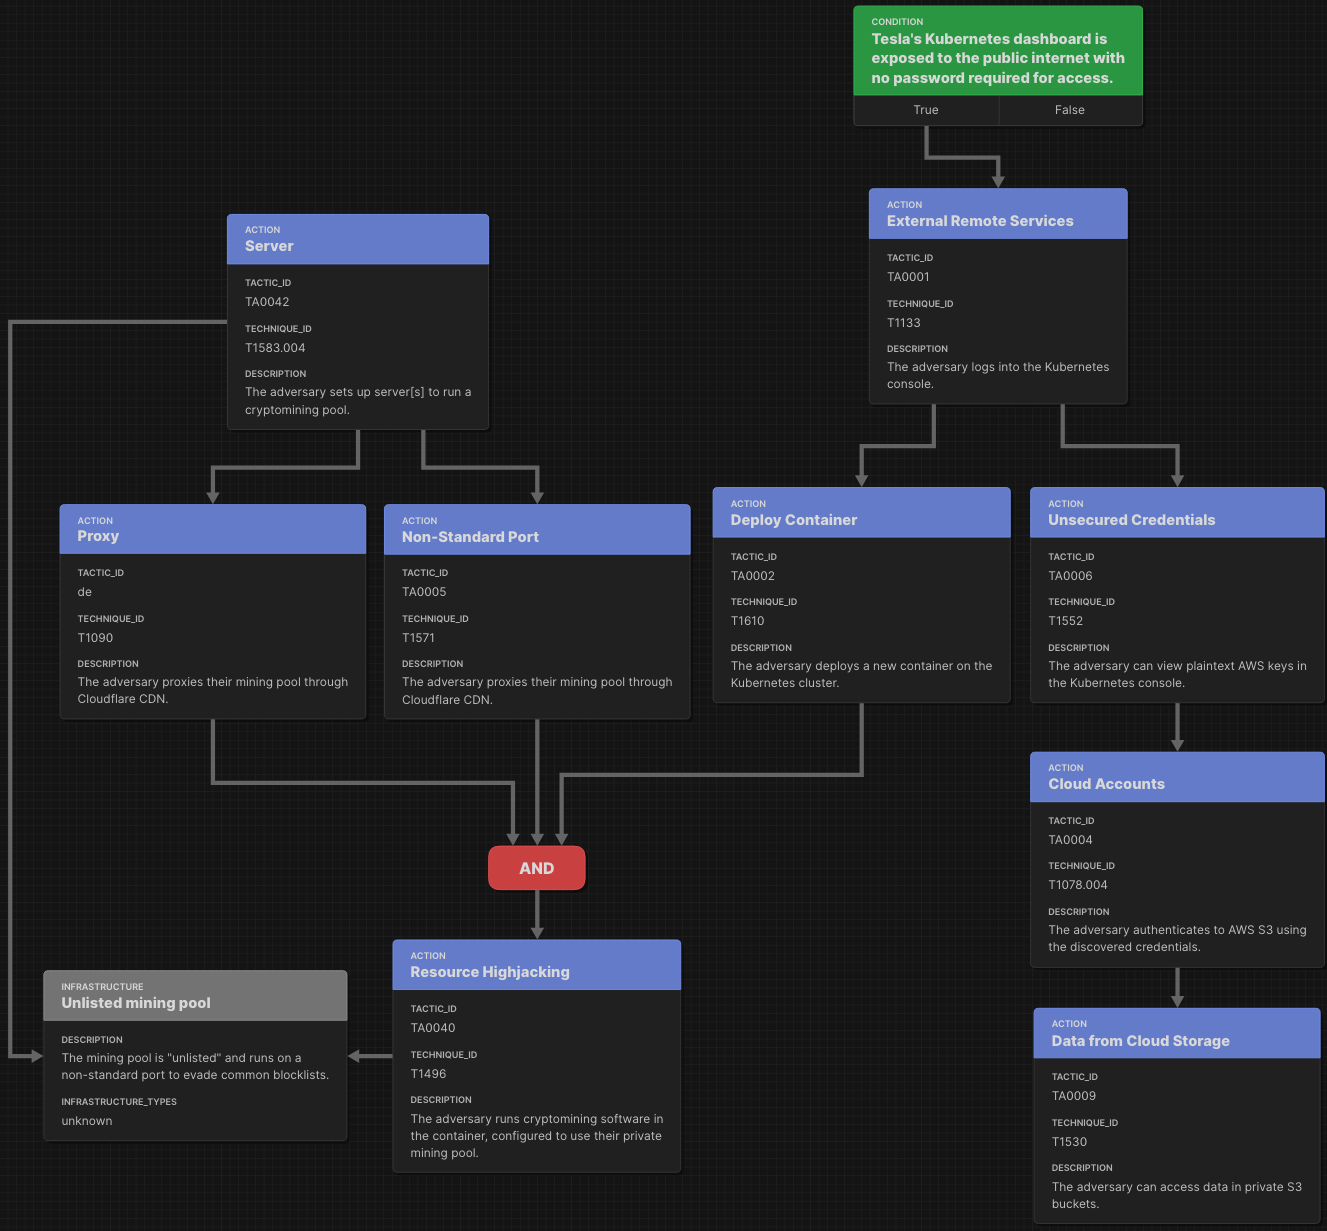 CONDITION
Tesla's Kubernetes dashboard is
exposed to the public internet with
no password required for access.
True
False
ACTION
External Remote Services
TACTIC_ID
TA0001
TECHNIQUE_ID
T1133
DESCRIPTION
The adversary logs into the Kubernetes
console.
ACTION
Server
TACTIC_ID
TA0042
TECHNIQUE_ID
T1583.004
DESCRIPTION
The adversary sets up server[s] to run a
cryptomining pool.
ACTION
Proxy
TACTIC_ID
de
TECHNIQUE_ID
T1090
DESCRIPTION
The adversary proxies their mining pool through
Cloudflare CDN.
ACTION
Non-Standard Port
TACTIC_ID
TA0005
TECHNIQUE_ID
T1571
DESCRIPTION
The adversary proxies their mining pool through
Cloudflare CDN.
ACTION
Deploy Container
TACTIC_ID
TA0002
TECHNIQUE_ID
T1610
DESCRIPTION
The adversary deploys a new container on the
Kubernetes cluster.
ACTION
Unsecured Credentials
TACTIC_ID
TA0006
TECHNIQUE_ID
T1552
DESCRIPTION
The adversary can view plaintext AWS keys in
the Kubernetes console.
ACTION
Cloud Accounts
TACTIC_ID
TA0004
TECHNIQUE_ID
T1078.004
DESCRIPTION
The adversary authenticates to AWS S3 using
the discovered credentials.
AND
ACTION
Resource Highjacking
TACTIC_ID
TA0040
TECHNIQUE_ID
T1496
DESCRIPTION
The adversary runs cryptomining software in
the container, configured to use their private
mining pool.
INFRASTRUCTURE
Unlisted mining pool
DESCRIPTION
The mining pool is "unlisted" and runs on a
non-standard port to evade common blocklists.
INFRASTRUCTURE_TYPES
unknown
ACTION
Data from Cloud Storage
TACTIC_ID
TA0009
TECHNIQUE_ID
T1530
DESCRIPTION
The adversary can access data in private S3
buckets.